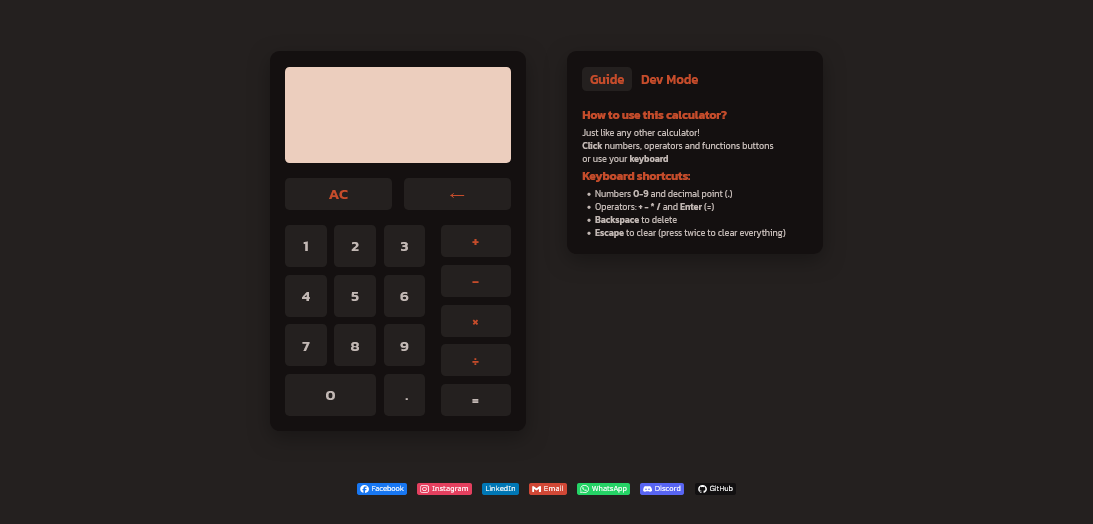 AC
←
1 2 3
+
4 5 6
−
×
7 8 9
÷
0 .
=
Guide Dev Mode
How to use this calculator?
Just like any other calculator!
Click numbers, operators and functions buttons
or use your keyboard
Keyboard shortcuts:
• Numbers 0-9 and decimal point (.)
• Operators: + - * / and Enter (=)
• Backspace to delete
• Escape to clear (press twice to clear everything)
Facebook Instagram LinkedIn Email WhatsApp Discord GitHub